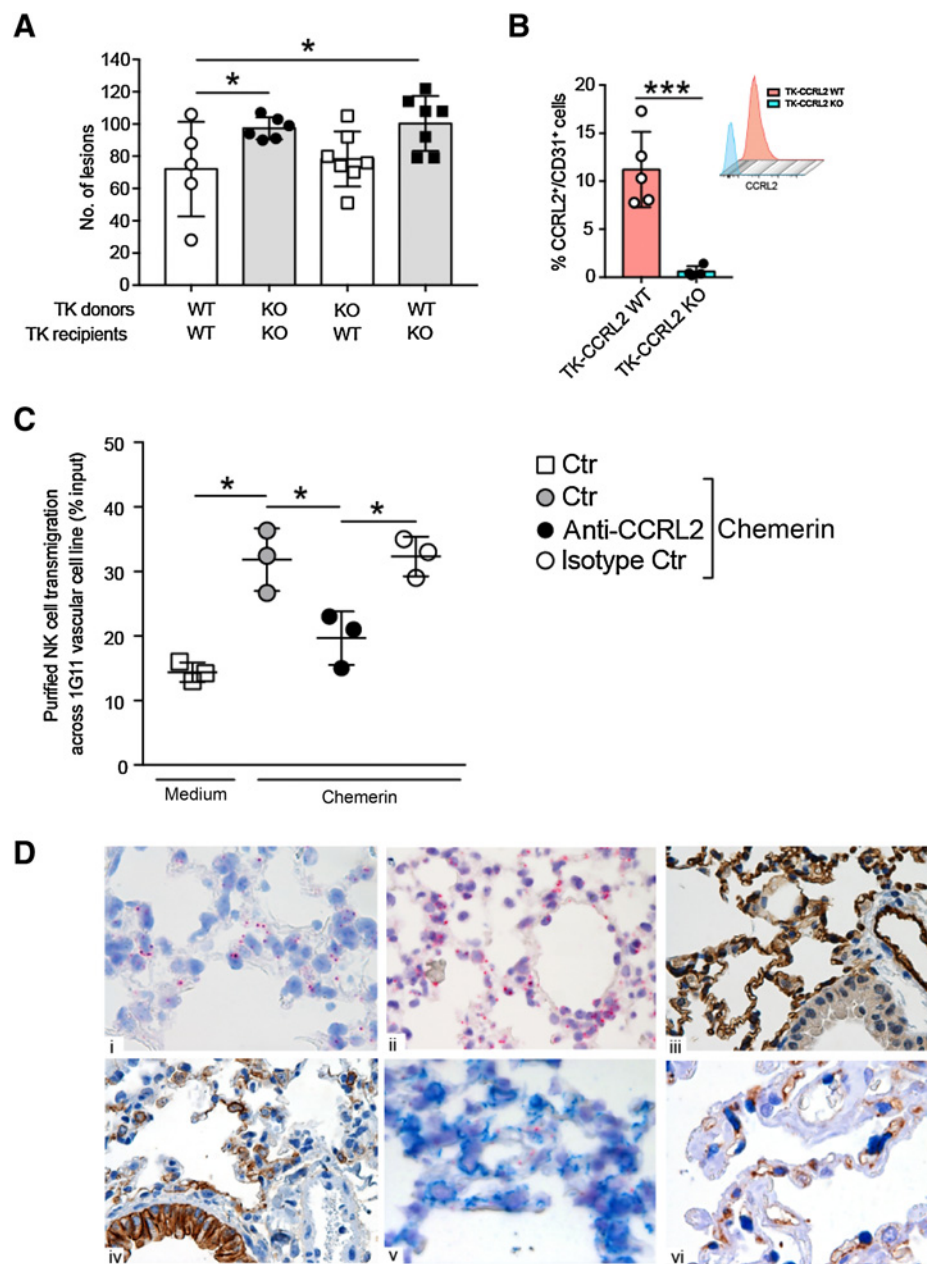 A
No. of lesions
140
120
100
80
60
40
20
0
*
*
TK donors WT KO KO WT
TK recipients WT KO WT KO
B
% CCRL2+/CD31+ cells
20
15
10
5
0
***
TK-CCRL2 WT
TK-CCRL2 KO
TK-CCRL2 WT
TK-CCRL2 KO
CCRL2
C
Purified NK cell transmigration
across 1G11 vascular cell line (% input)
50
40
30
20
10
0
* * *
Medium Chemerin
Ctr
Ctr
Anti-CCRL2
Isotype Ctr
Chemerin
D
i ii iii
iv v vi